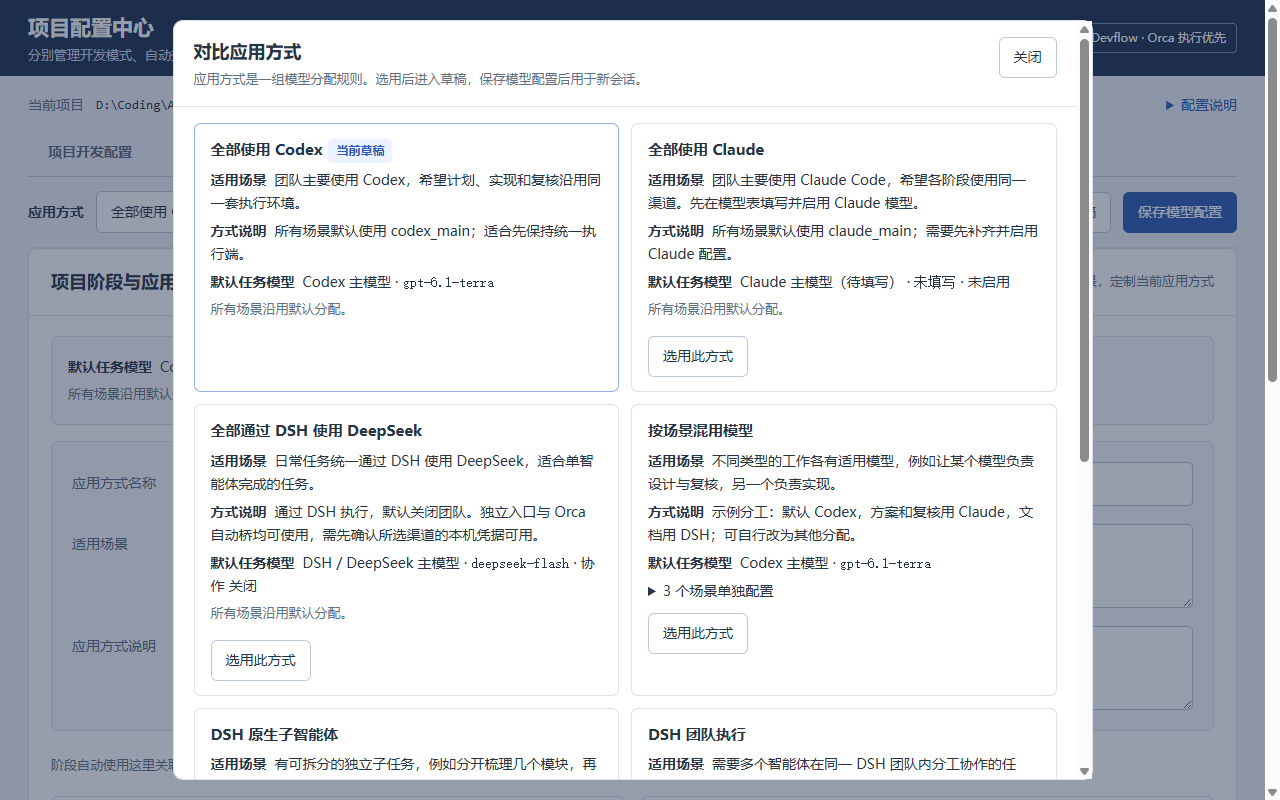 项目配置中心
分别管理开发模式、自动
Devflow · Orca 执行优先
当前项目 D:\Coding\A
▶ 配置说明
项目开发配置
应用方式 全部使用
保存模型配置
项目阶段与应用
定制当前应用方式
默认任务模型
所有场景沿用默认
应用方式名称
适用场景
应用方式说明
阶段自动使用这里关联
对比应用方式
关闭
应用方式是一组模型分配规则。选用后进入草稿，保存模型配置后用于新会话。
全部使用 Codex 当前草稿
适用场景 团队主要使用 Codex，希望计划、实现和复核沿用同
一套执行环境。
方式说明 所有场景默认使用 codex_main；适合先保持统一执
行端。
默认任务模型 Codex 主模型 · gpt-6.1-terra
所有场景沿用默认分配。
全部使用 Claude
适用场景 团队主要使用 Claude Code，希望各阶段使用同一
渠道。先在模型表填写并启用 Claude 模型。
方式说明 所有场景默认使用 claude_main；需要先补齐并启用
Claude 配置。
默认任务模型 Claude 主模型（待填写） · 未填写 · 未启用
所有场景沿用默认分配。
选用此方式
全部通过 DSH 使用 DeepSeek
适用场景 日常任务统一通过 DSH 使用 DeepSeek，适合单智
能体完成的任务。
方式说明 通过 DSH 执行，默认关闭团队。独立入口与 Orca
自动桥均可使用，需先确认所选渠道的本机凭据可用。
默认任务模型 DSH / DeepSeek 主模型 · deepseek-flash · 协
作 关闭
所有场景沿用默认分配。
选用此方式
按场景混用模型
适用场景 不同类型的工作各有适用模型，例如让某个模型负责
设计与复核，另一个负责实现。
方式说明 示例分工：默认 Codex，方案和复核用 Claude，文
档用 DSH；可自行改为其他分配。
默认任务模型 Codex 主模型 · gpt-6.1-terra
▶ 3 个场景单独配置
选用此方式
DSH 原生子智能体
适用场景 有可拆分的独立子任务，例如分开梳理几个模块，再
DSH 团队执行
适用场景 需要多个智能体在同一 DSH 团队内分工协作的任